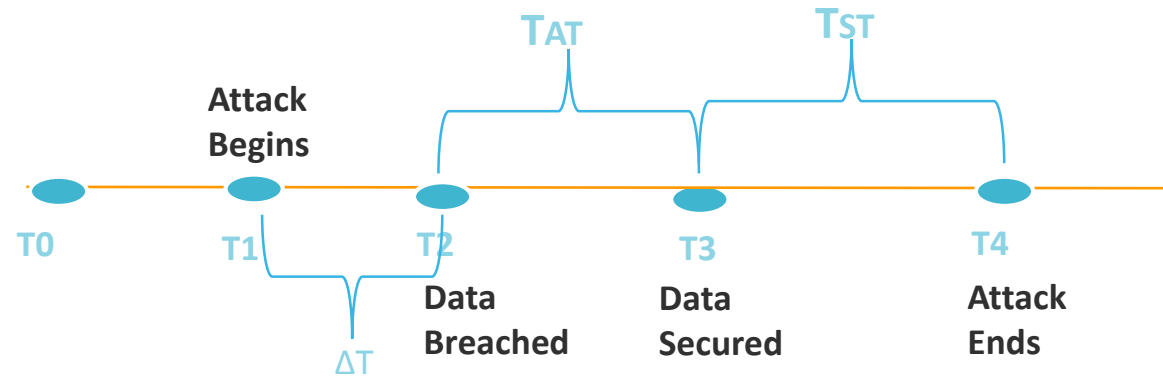 TAT
TST
Attack
Begins
T0
T1
T2
T3
T4
Data
Breached
Data
Secured
Attack
Ends
ΔT